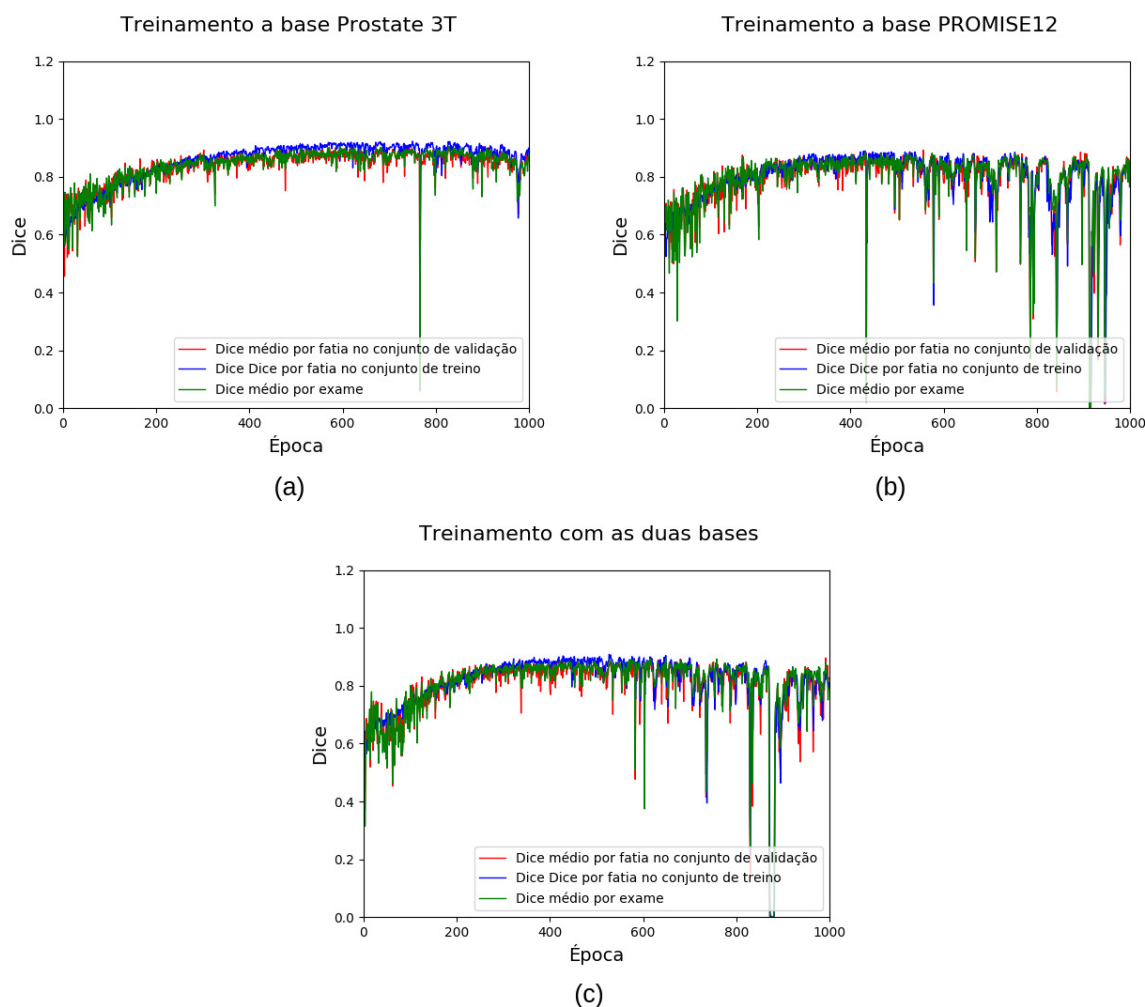 Treinamento a base Prostate 3T
1.2
1.0
0.8
0.6
0.4
0.2
0.0
Dice
Dice médio por fatia no conjunto de validação
Dice Dice por fatia no conjunto de treino
Dice médio por exame
0 200 400 600 800 1000
Época
(a)
Treinamento a base PROMISE12
1.2
1.0
0.8
0.6
0.4
0.2
0.0
Dice
Dice médio por fatia no conjunto de validação
Dice Dice por fatia no conjunto de treino
Dice médio por exame
0 200 400 600 800 1000
Época
(b)
Treinamento com as duas bases
1.2
1.0
0.8
0.6
0.4
0.2
0.0
Dice
Dice médio por fatia no conjunto de validação
Dice Dice por fatia no conjunto de treino
Dice médio por exame
0 200 400 600 800 1000
Época
(c)